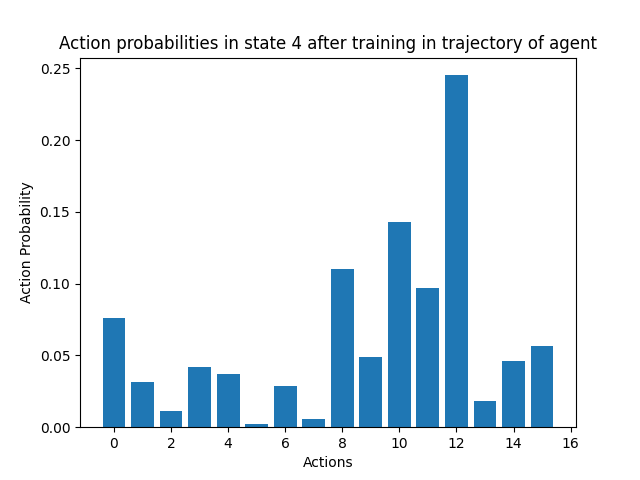 Action probabilities in state 4 after training in trajectory of agent
0.25
0.20
0.15
0.10
0.05
0.00
Action Probability
0 2 4 6 8 10 12 14 16
Actions